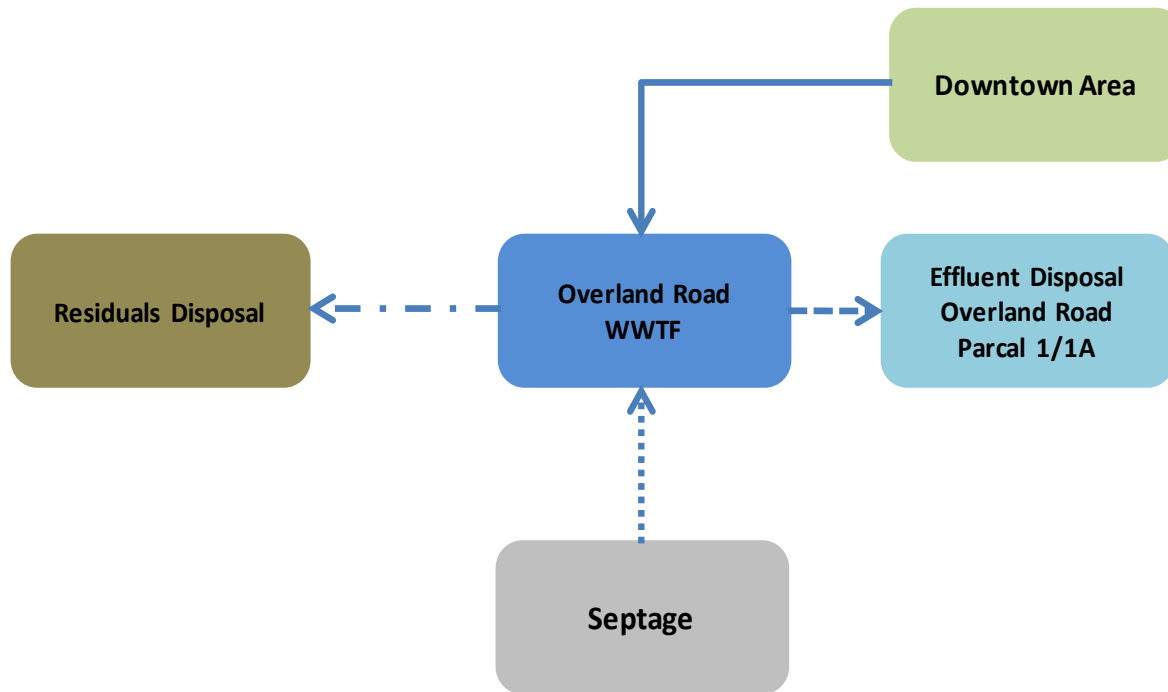 Downtown Area
Residuals Disposal
Overland Road
WWTF
Effluent Disposal
Overland Road
Parcal 1/1A
Septage